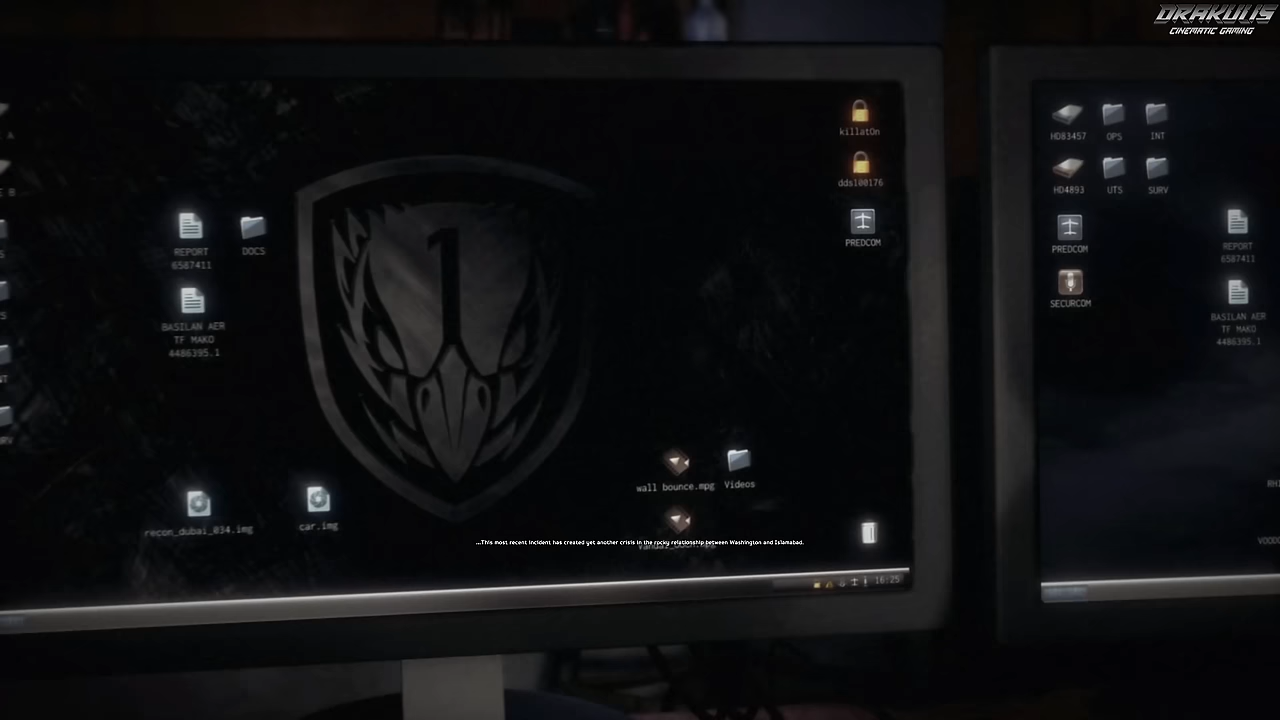 DRAKULIS
CINEMATIC GAMING
killatOn
dds100176
PREDCOM
REPORT
6587411
DOCS
BASILAN AER
TF MAKO
4486395.1
1
wall bounce.mpg
Videos
recon_dubai_034.img
car.img
...This most recent incident has created yet another crisis in the rocky relationship between Washington and Islamabad.
16:25
HD83457
OPS
INT
HD4893
UTS
SURV
PREDCOM
SECURCOM
REPORT
6587411
BASILAN AER
TF MAKO
4486395.1